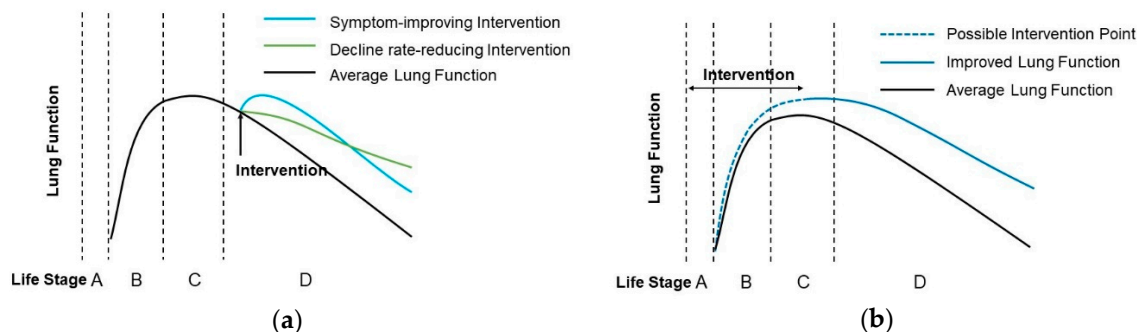 (a)
Symptom-improving Intervention
Decline rate-reducing Intervention
Average Lung Function
Lung Function
Intervention
Life Stage A B C D
(a)
(b)
Possible Intervention Point
Improved Lung Function
Average Lung Function
Intervention
Lung Function
Life Stage A B C D
(b)